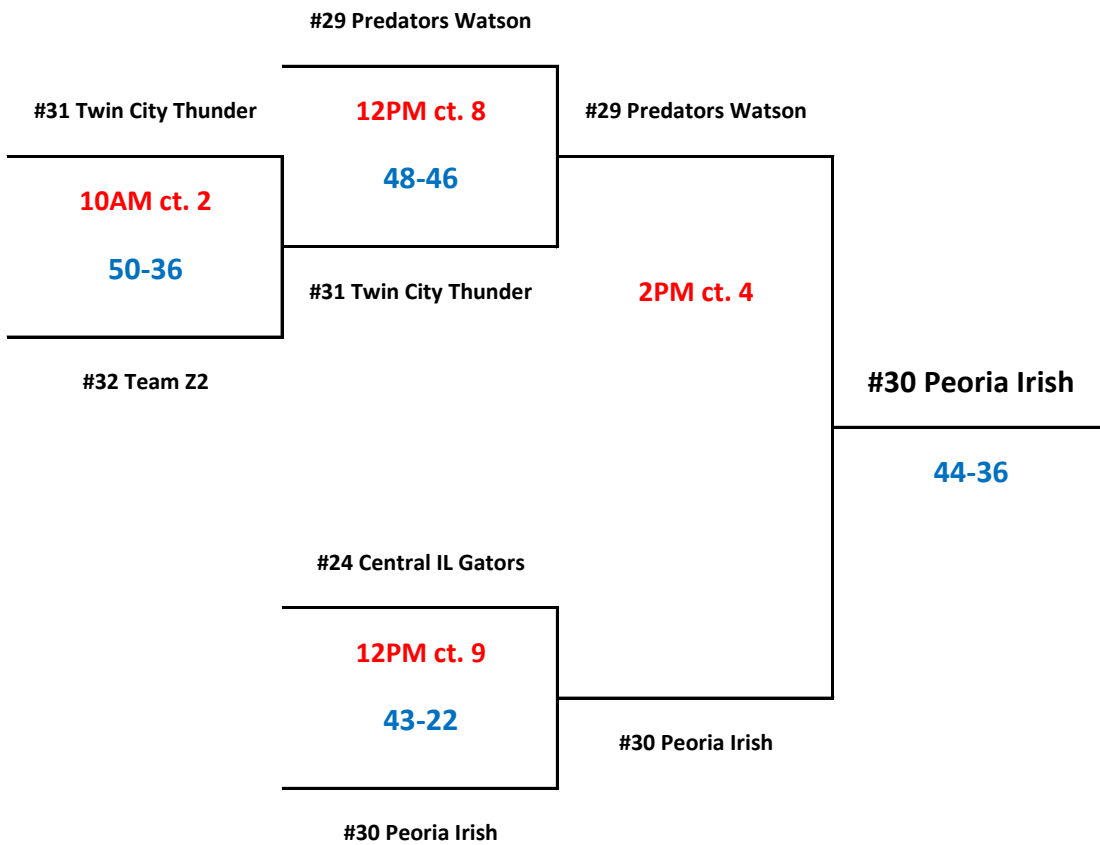 #29 Predators Watson
#31 Twin City Thunder
12PM ct. 8
#29 Predators Watson
48-46
10AM ct. 2
50-36
#31 Twin City Thunder
2PM ct. 4
#32 Team Z2
#30 Peoria Irish
44-36
#24 Central IL Gators
12PM ct. 9
43-22
#30 Peoria Irish
#30 Peoria Irish